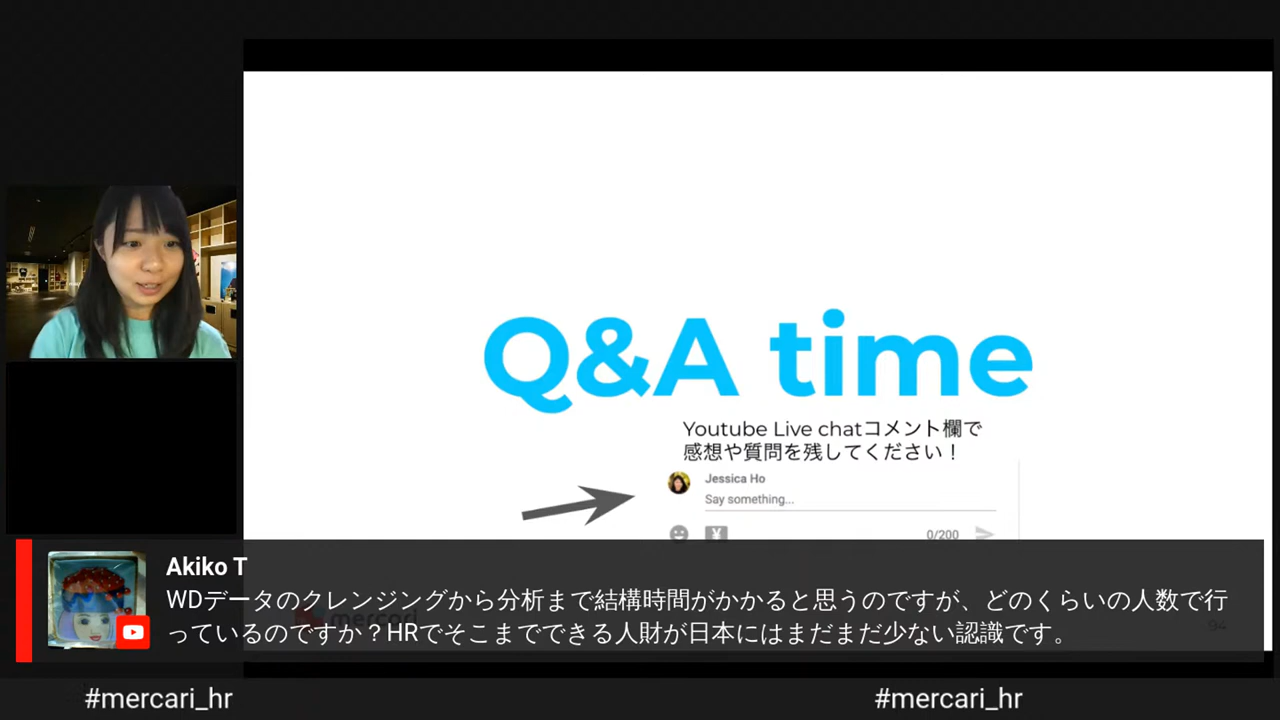 Q&A time
Youtube Live chatコメント欄で
感想や質問を残してください！
Jessica Ho
Say something...
0/200
Akiko T
WDデータのクレンジングから分析まで結構時間がかかると思うのですが、どのくらいの人数で行
っているのですか？HRでそこまでできる人財が日本にはまだまだ少ない認識です。
mercari
94
#mercari_hr
#mercari_hr